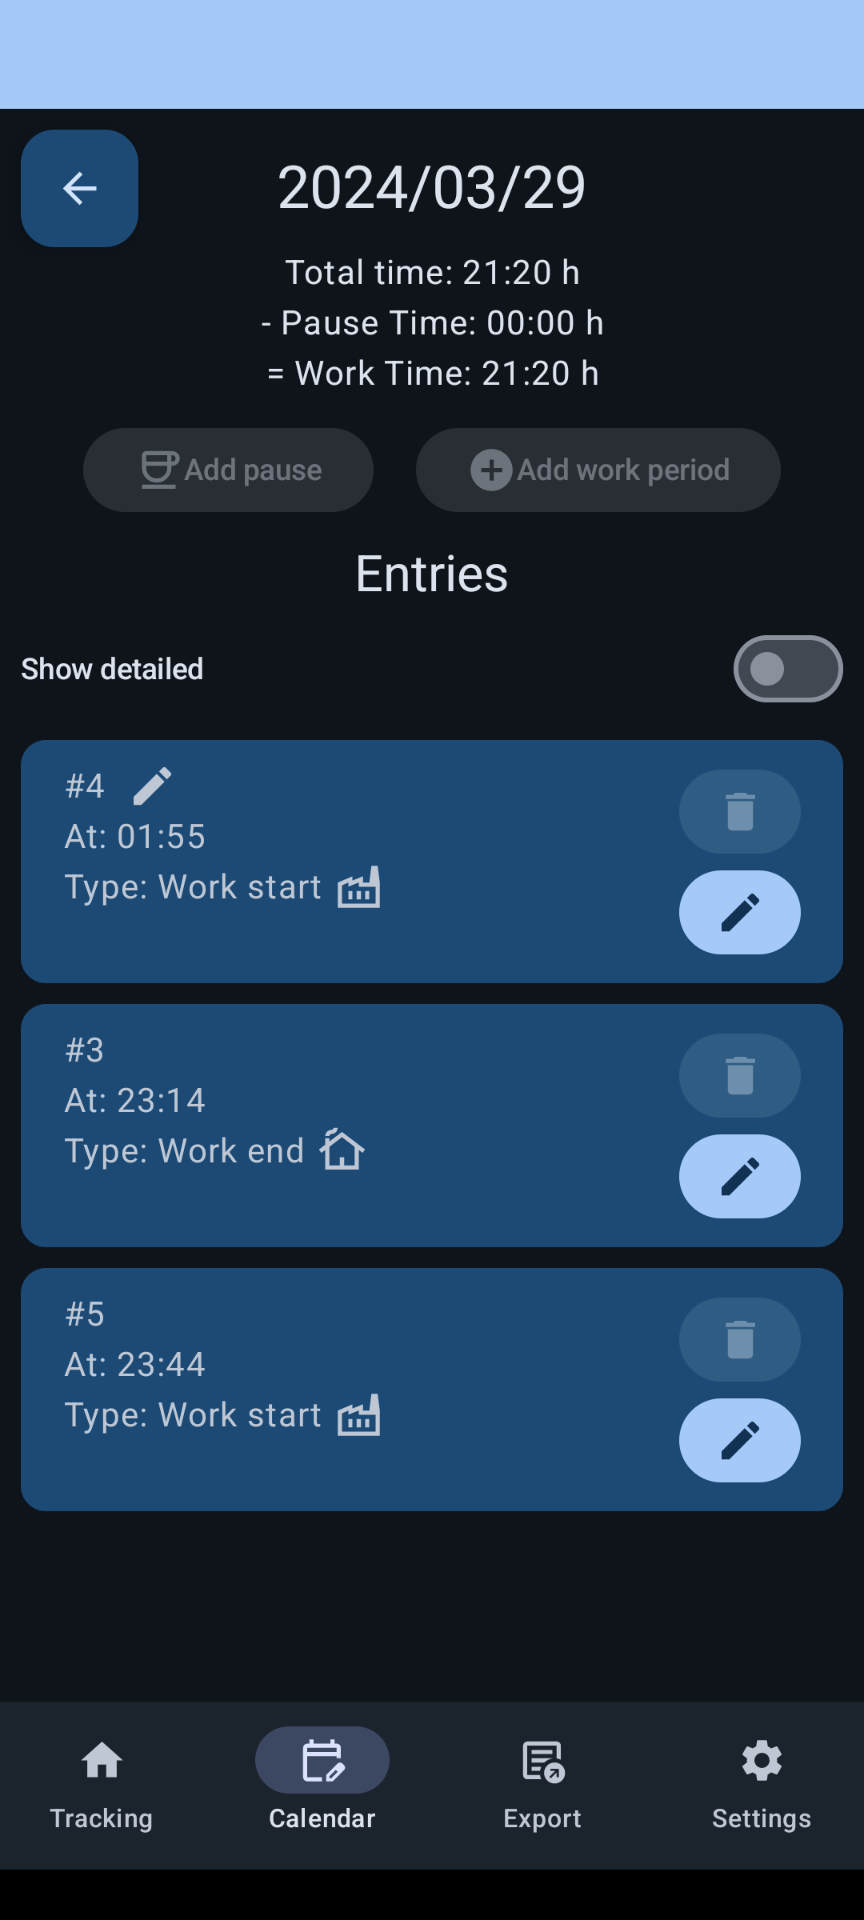 2024/03/29
Total time: 21:20 h
- Pause Time: 00:00 h
= Work Time: 21:20 h
Add pause
Add work period
Entries
Show detailed
#4
At: 01:55
Type: Work start
#3
At: 23:14
Type: Work end
#5
At: 23:44
Type: Work start
Tracking
Calendar
Export
Settings